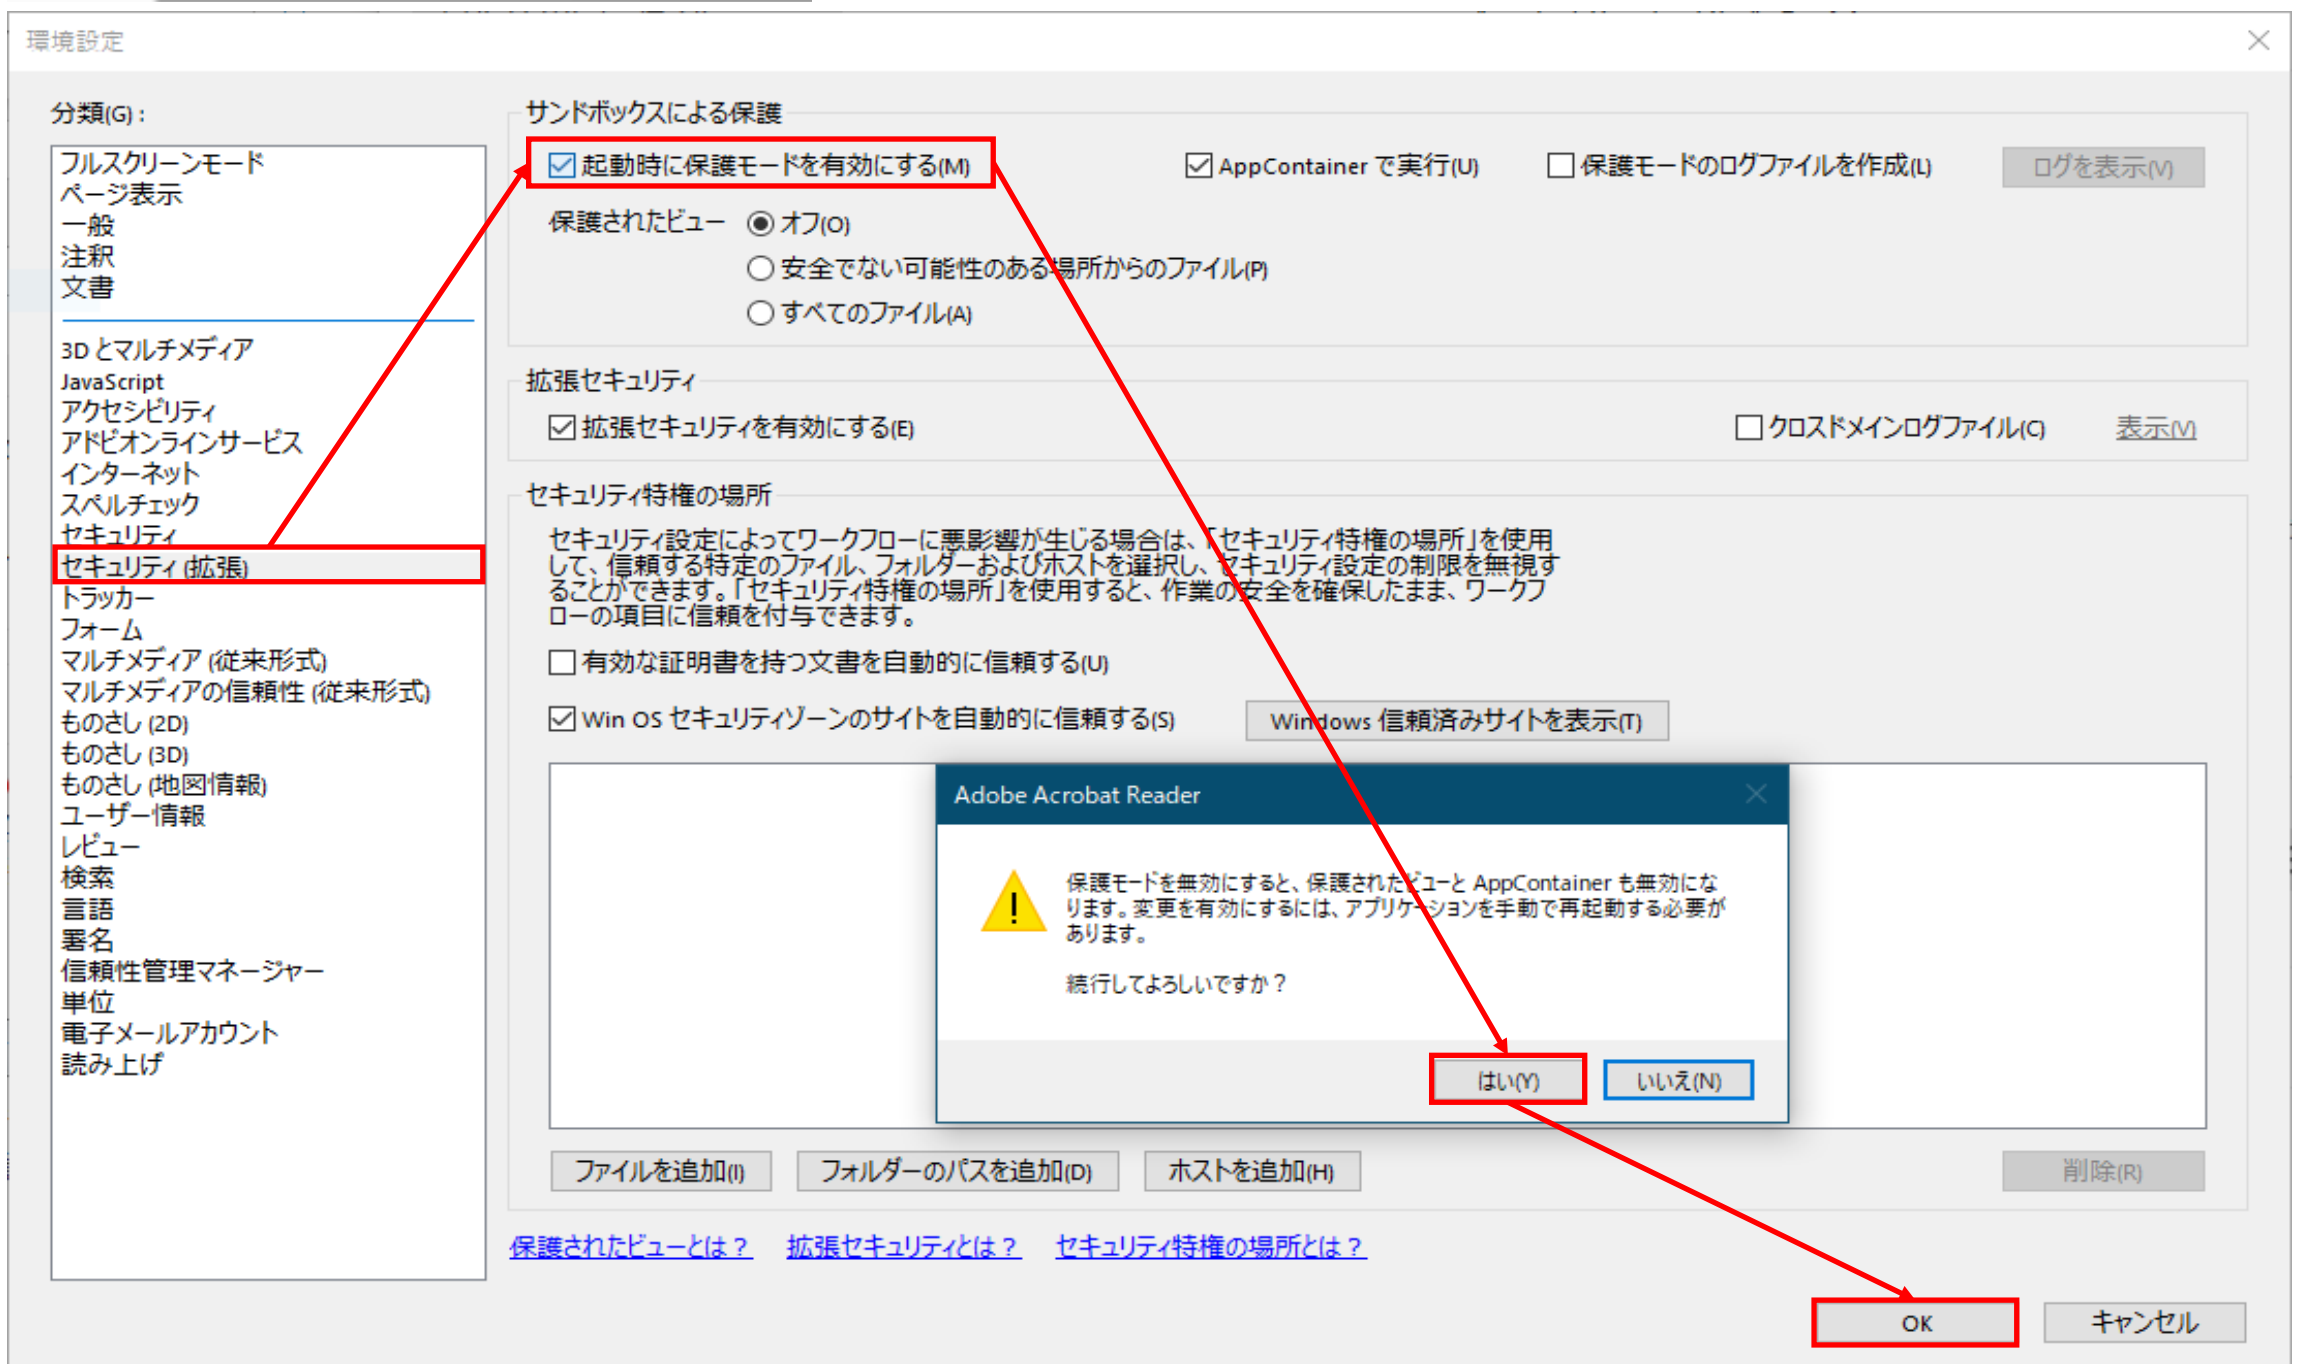 環境設定
分類(G):
フルスクリーンモード
ページ表示
一般
注釈
文書
3D とマルチメディア
JavaScript
アクセシビリティ
アドビオンラインサービス
インターネット
スペルチェック
セキュリティ
セキュリティ (拡張)
トラッカー
フォーム
マルチメディア (従来形式)
マルチメディアの信頼性 (従来形式)
ものさし (2D)
ものさし (3D)
ものさし (地図情報)
ユーザー情報
レビュー
検索
言語
署名
信頼性管理マネージャー
単位
電子メールアカウント
読み上げ
サンドボックスによる保護
起動時に保護モードを有効にする(M)
AppContainer で実行(U)
保護モードのログファイルを作成(L)
ログを表示(V)
保護されたビュー
オフ(O)
安全でない可能性のある場所からのファイル(P)
すべてのファイル(A)
拡張セキュリティ
拡張セキュリティを有効にする(E)
クロスドメインログファイル(C)
表示(V)
セキュリティ特権の場所
セキュリティ設定によってワークフローに悪影響が生じる場合は、「セキュリティ特権の場所」を使用
して、信頼する特定のファイル、フォルダーおよびホストを選択し、セキュリティ設定の制限を無視す
ることができます。「セキュリティ特権の場所」を使用すると、作業の安全を確保したまま、ワークフ
ローの項目に信頼を付与できます。
有効な証明書を持つ文書を自動的に信頼する(U)
Win OS セキュリティゾーンのサイトを自動的に信頼する(S)
Windows 信頼済みサイトを表示(T)
Adobe Acrobat Reader
保護モードを無効にすると、保護されたビューと AppContainer も無効にな
ります。変更を有効にするには、アプリケーションを手動で再起動する必要が
あります。
続行してよろしいですか？
はい(Y)
いいえ(N)
ファイルを追加(I)
フォルダーのパスを追加(D)
ホストを追加(H)
削除(R)
保護されたビューとは？
拡張セキュリティとは？
セキュリティ特権の場所とは？
OK
キャンセル